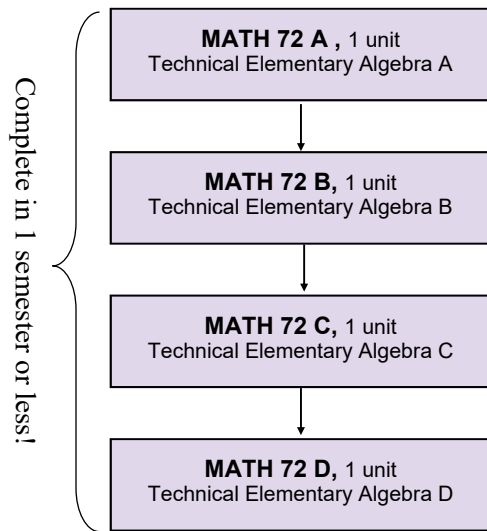 Complete in 1 semester or less!
MATH 72 A , 1 unit
Technical Elementary Algebra A
MATH 72 B, 1 unit
Technical Elementary Algebra B
MATH 72 C, 1 unit
Technical Elementary Algebra C
MATH 72 D, 1 unit
Technical Elementary Algebra D